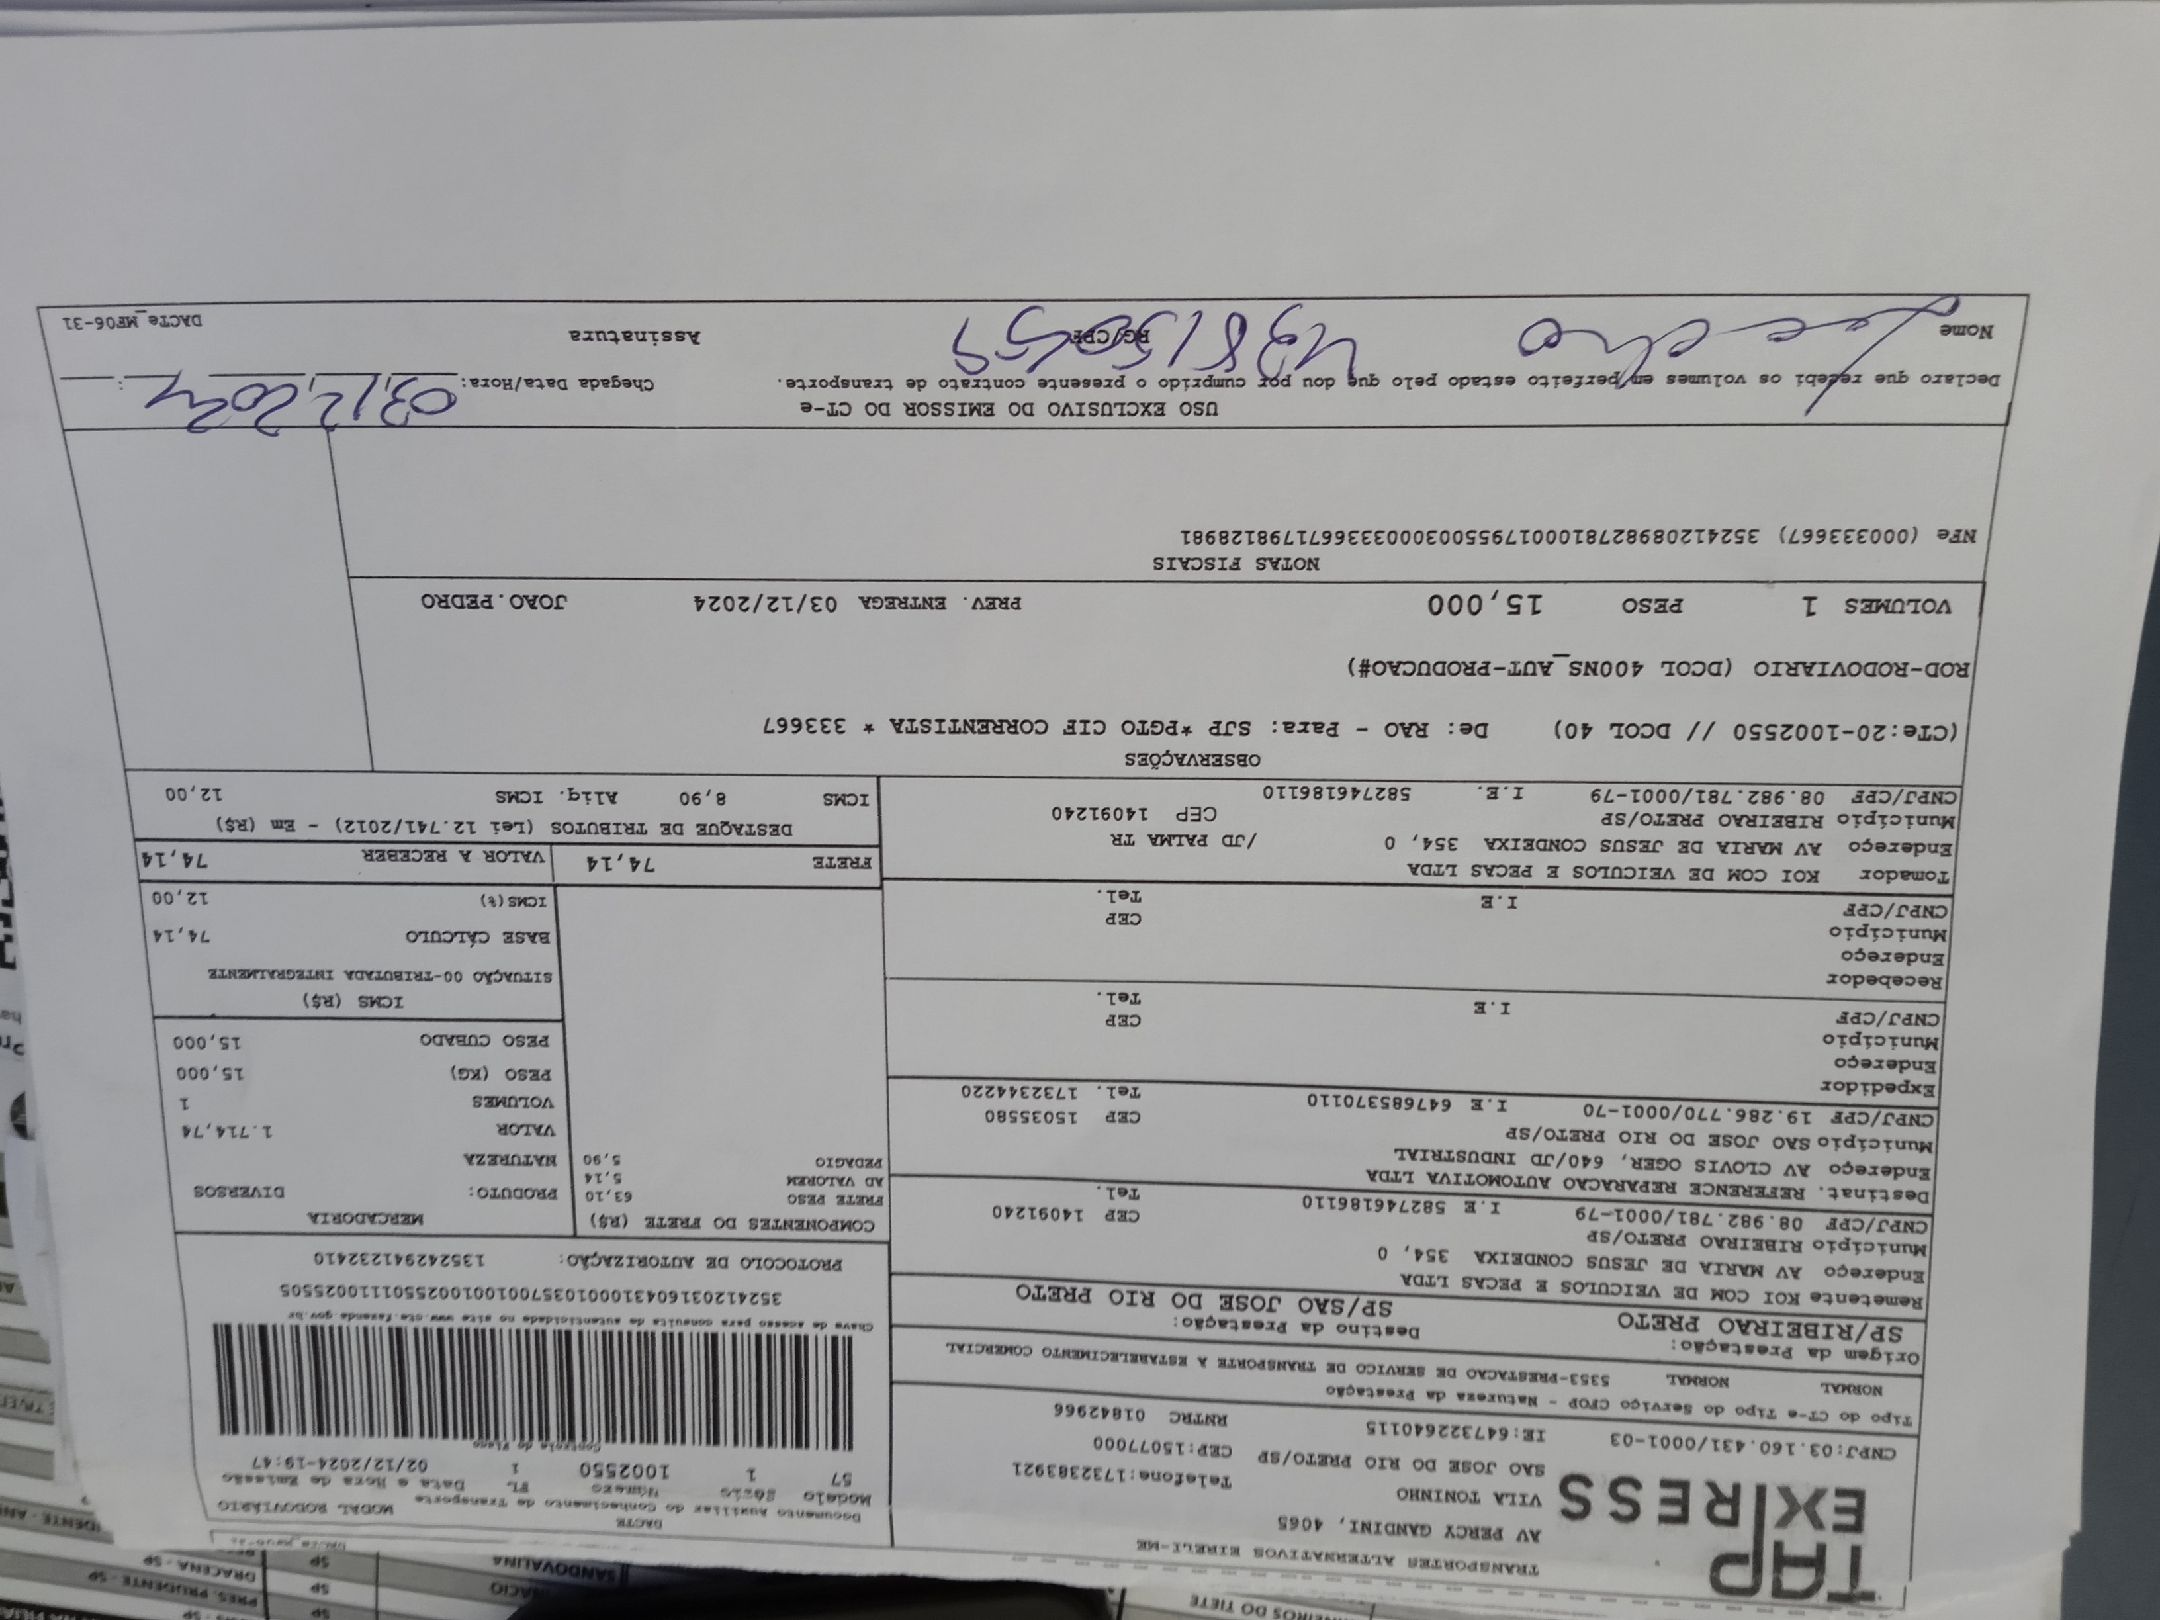 TAP
EXPRESS
TRANSPORTES ALTERNATIVOS EIRELI-ME
AV PERCY GANDINI, 4065
VILA TONINHO
Telefone:1732383921
SAO JOSE DO RIO PRETO/SP CEP:15077000
CNPJ:03.160.431/0001-03 IE:647322640115 RNTRC 01842966
DACTE
Documento Auxiliar do Conhecimento de Transporte MODAL RODOVIÁRIO
Modelo Série Número FL Data e Hora de Emissão
57 1 1002550 1 02/12/2024-19:47
Controle do Fisco
Chave de acesso para consulta de autenticidade no site www.cte.fazenda.gov.br
PROTOCOLO DE AUTORIZAÇÃO: 135242941232410
Tipo do CT-e Tipo do Serviço CFOP - Natureza da Prestação
NORMAL NORMAL 5353-PRESTACAO DE SERVICO DE TRANSPORTE A ESTABELECIMENTO COMERCIAL
Origem da Prestação: Destino da Prestação:
SP/RIBEIRAO PRETO SP/SAO JOSE DO RIO PRETO
Remetente KOI COM DE VEICULOS E PECAS LTDA
Endereço AV MARIA DE JESUS CONDEIXA 354, 0
Município RIBEIRAO PRETO/SP CEP 14091240
CNPJ/CPF 08.982.781/0001-79 I.E 582746186110 Tel.
Destinat. REFERENCE REPARACAO AUTOMOTIVA LTDA
Endereço AV CLOVIS OGER, 640/JD INDUSTRIAL
Município SAO JOSE DO RIO PRETO/SP CEP 15035580
CNPJ/CPF 19.286.770/0001-70 I.E 647685370110 Tel. 1732344220
Expedidor
Endereço
Município CEP
CNPJ/CPF I.E Tel.
Recebedor
Endereço
Município CEP
CNPJ/CPF I.E Tel.
Tomador KOI COM DE VEICULOS E PECAS LTDA
Endereço AV MARIA DE JESUS CONDEIXA 354, 0 /JD PALMA TR
Município RIBEIRAO PRETO/SP CEP 14091240
CNPJ/CPF 08.982.781/0001-79 I.E. 582746186110
COMPONENTES DO FRETE (R$)
FRETE PESO 63,10
AD VALOREM 5,14
PEDAGIO 5,90
MERCADORIA
PRODUTO: DIVERSOS
NATUREZA
VALOR 1.714,74
VOLUMES 1
PESO (KG) 15,000
PESO CUBADO 15,000
ICMS (R$)
SITUAÇÃO 00-TRIBUTADA INTEGRALMENTE
BASE CÁLCULO 74,14
ICMS(%) 12,00
FRETE 74,14 VALOR A RECEBER 74,14
DESTAQUE DE TRIBUTOS (Lei 12.741/2012) - Em (R$)
ICMS 8,90 Aliq. ICMS 12,00
OBSERVAÇÕES
(CTe:20-1002550 // DCOL 40) De: RAO - Para: SJP *PGTO CIF CORRENTISTA * 333667
ROD-RODOVIARIO (DCOL 400NS_AUT-PRODUCAO#)
VOLUMES 1 PESO 15,000 PREV. ENTREGA 03/12/2024 JOAO.PEDRO
NOTAS FISCAIS
NFe (000333667) 35241208982781000179550030003336671798128981
USO EXCLUSIVO DO EMISSOR DO CT-e
Declaro que recebi os volumes em perfeito estado pelo que dou por cumprido o presente contrato de transporte. Chegada Data/Hora: 03/12/2024
Nome RG/CPF Assinatura
DACTe_MF06-31